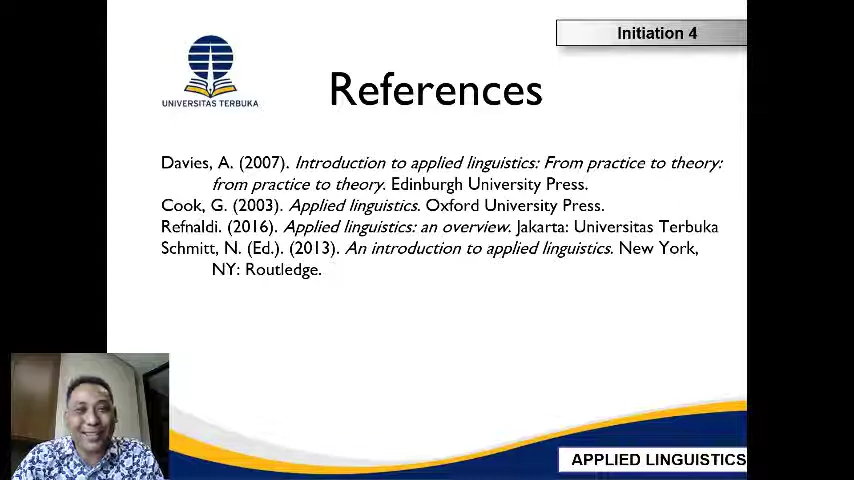 Initiation 4
UNIVERSITAS TERBUKA
References
Davies, A. (2007). Introduction to applied linguistics: From practice to theory:
from practice to theory. Edinburgh University Press.
Cook, G. (2003). Applied linguistics. Oxford University Press.
Refnaldi. (2016). Applied linguistics: an overview. Jakarta: Universitas Terbuka
Schmitt, N. (Ed.). (2013). An introduction to applied linguistics. New York,
NY: Routledge.
APPLIED LINGUISTICS